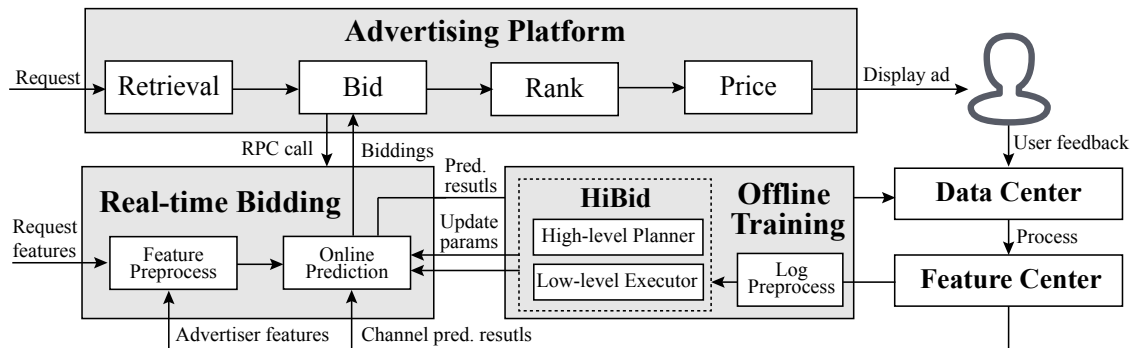 Advertising Platform
Request
Retrieval
Bid
Rank
Price
Display ad
RPC call
Biddings
User feedback
Pred.
resutls
Real-time Bidding
HiBid
Offline
Training
Data Center
Request
features
Update
params
High-level Planner
Feature
Preprocess
Online
Prediction
Process
Low-level Executor
Log
Preprocess
Feature Center
Advertiser features
Channel pred. resutls